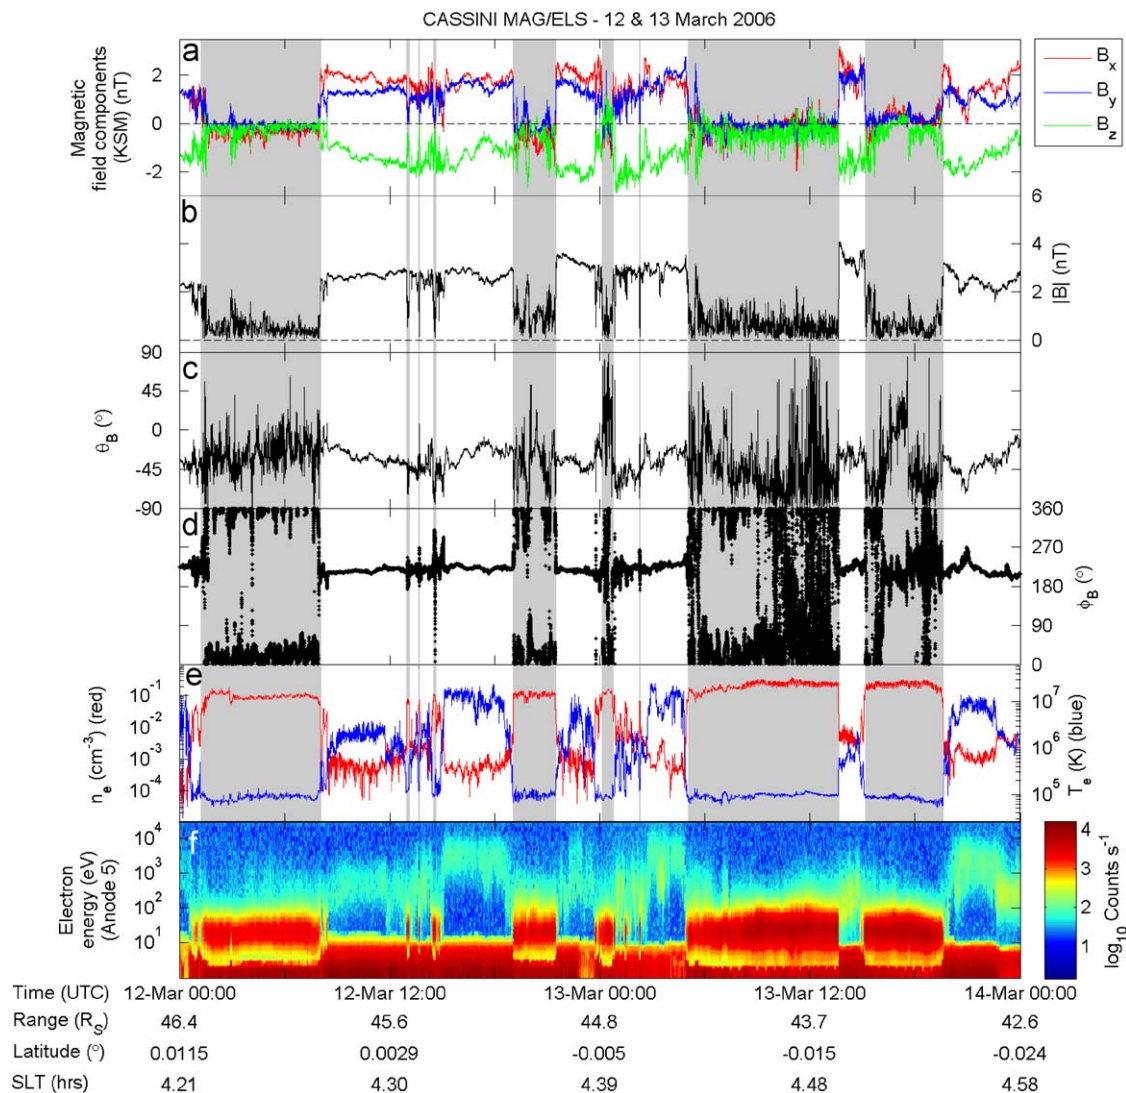 CASSINI MAG/ELS - 12 & 13 March 2006
a
Magnetic
field components
(KSM) (nT)
2
0
-2
Bx
By
Bz
b
6
4
2
0
|B| (nT)
c
90
45
0
-45
-90
θB (°)
d
360
270
180
90
0
ϕB (°)
e
ne (cm-3) (red)
10-1
10-2
10-3
10-4
107
106
105
Te (K) (blue)
f
Electron
energy (eV)
(Anode 5)
104
103
102
101
4
3
2
1
log10 Counts s-1
Time (UTC) 12-Mar 00:00 12-Mar 12:00 13-Mar 00:00 13-Mar 12:00 14-Mar 00:00
Range (RS) 46.4 45.6 44.8 43.7 42.6
Latitude (°) 0.0115 0.0029 -0.005 -0.015 -0.024
SLT (hrs) 4.21 4.30 4.39 4.48 4.58